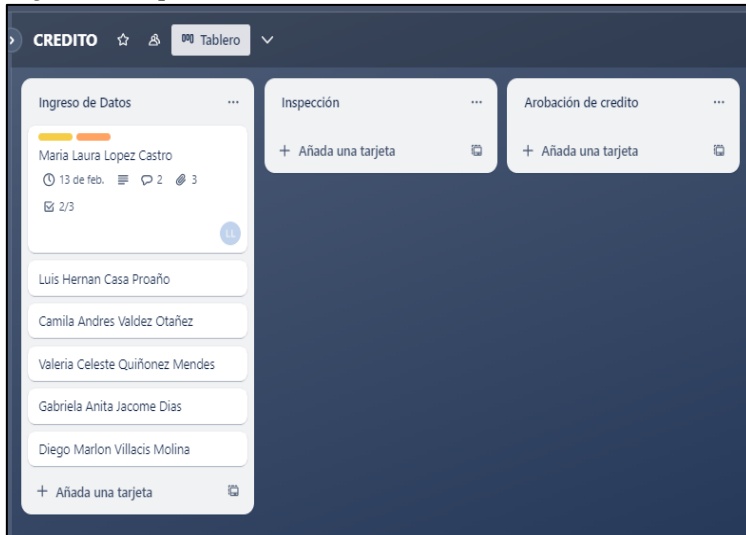 CREDITO Tablero
Ingreso de Datos
Maria Laura Lopez Castro
13 de feb. 2 3
2/3
LL
Luis Hernan Casa Proaño
Camila Andres Valdez Otañez
Valeria Celeste Quiñonez Mendes
Gabriela Anita Jacome Dias
Diego Marlon Villacis Molina
+ Añada una tarjeta
Inspección
+ Añada una tarjeta
Arobación de credito
+ Añada una tarjeta